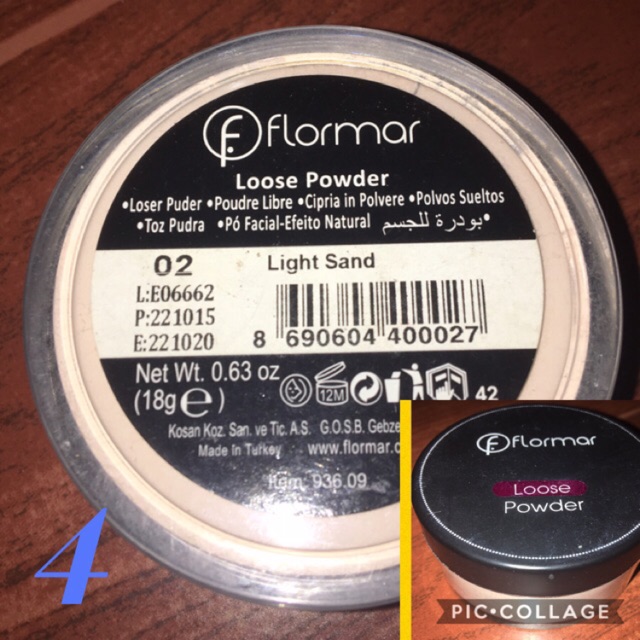 flormar
Loose Powder
•Loser Puder •Poudre Libre •Cipria in Polvere •Polvos Sueltos
•Toz Pudra •Pó Facial-Efeito Natural بودرة للجسم•
02 Light Sand
L:E06662
P:221015
E:221020
8 690604 400027
Net. Wt. 0.63 oz
(18g e)
12M
42
Kosan Koz. San. ve Tic. A.S. G.O.S.B. Gebze
Made In Turkey www.flormar.c
Item: 936.09
4
flormar
Loose
Powder
PIC•COLLAGE